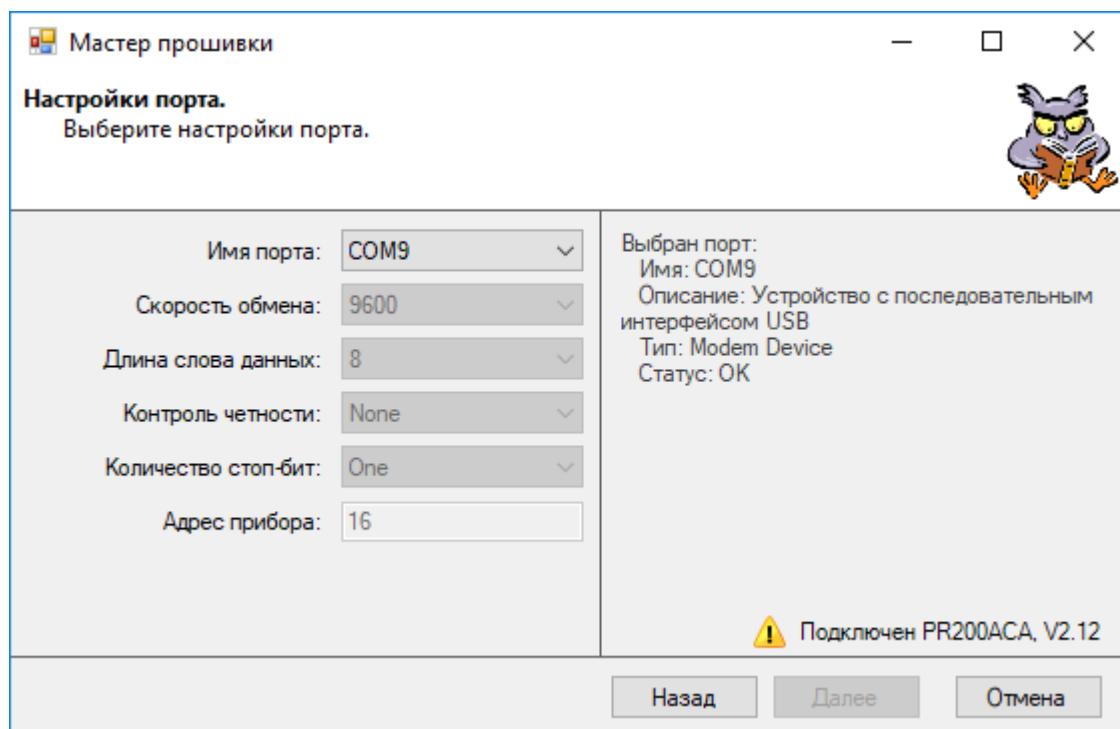 Мастер прошивки
Настройки порта.
Выберите настройки порта.
Имя порта: COM9
Скорость обмена: 9600
Длина слова данных: 8
Контроль четности: None
Количество стоп-бит: One
Адрес прибора: 16
Выбран порт:
Имя: COM9
Описание: Устройство с последовательным
интерфейсом USB
Тип: Modem Device
Статус: OK
Подключен PR200ACA, V2.12
Назад Далее Отмена